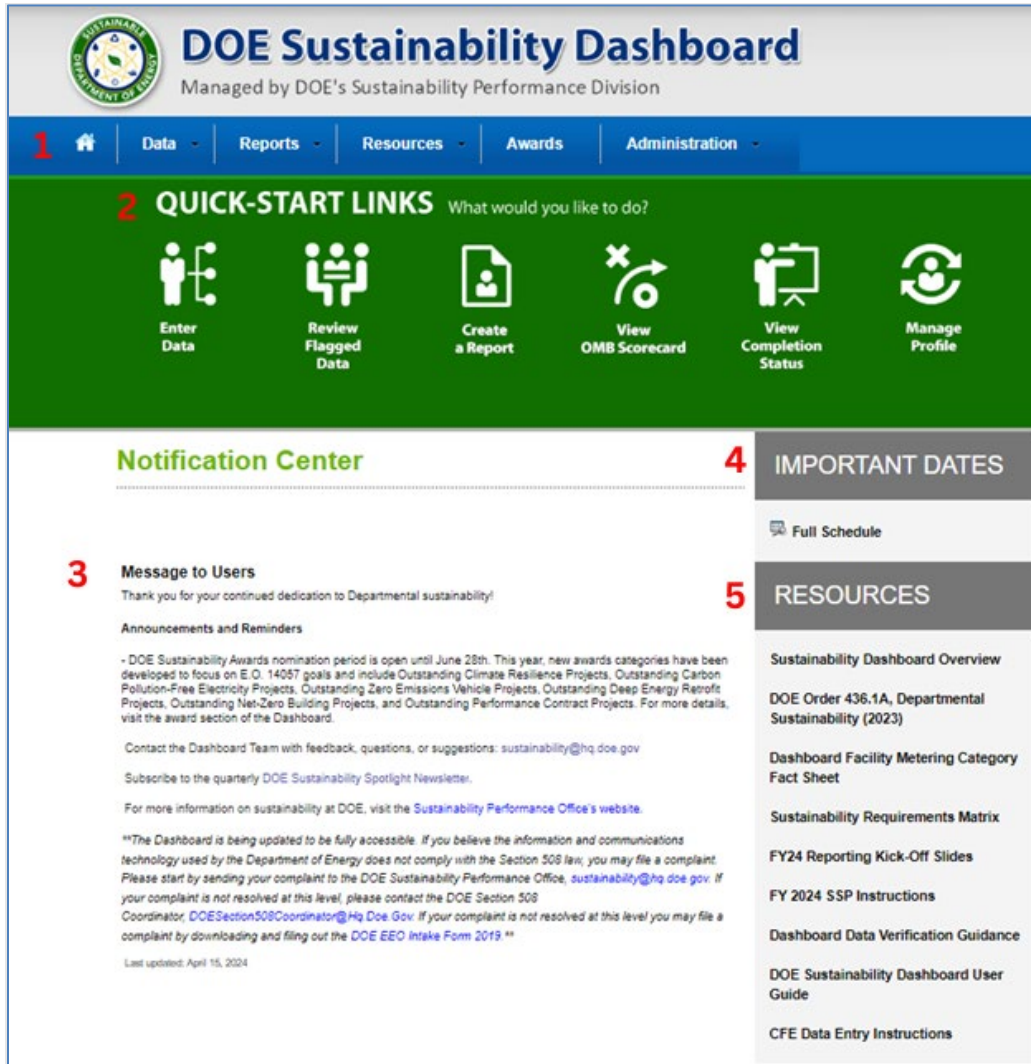 SUSTAINABLE
DEPARTMENT OF ENERGY
DOE Sustainability Dashboard
Managed by DOE's Sustainability Performance Division
1
Data
Reports
Resources
Awards
Administration
2 QUICK-START LINKS What would you like to do?
Enter
Data
Review
Flagged
Data
Create
a Report
View
OMB Scorecard
View
Completion
Status
Manage
Profile
Notification Center
3
Message to Users
Thank you for your continued dedication to Departmental sustainability!
Announcements and Reminders
- DOE Sustainability Awards nomination period is open until June 28th. This year, new awards categories have been
developed to focus on E.O. 14057 goals and include Outstanding Climate Resilience Projects, Outstanding Carbon
Pollution-Free Electricity Projects, Outstanding Zero Emissions Vehicle Projects, Outstanding Deep Energy Retrofit
Projects, Outstanding Net-Zero Building Projects, and Outstanding Performance Contract Projects. For more details,
visit the award section of the Dashboard.
Contact the Dashboard Team with feedback, questions, or suggestions: sustainability@hq.doe.gov
Subscribe to the quarterly DOE Sustainability Spotlight Newsletter.
For more information on sustainability at DOE, visit the Sustainability Performance Office's website.
**The Dashboard is being updated to be fully accessible. If you believe the information and communications
technology used by the Department of Energy does not comply with the Section 508 law, you may file a complaint.
Please start by sending your complaint to the DOE Sustainability Performance Office, sustainability@hq.doe.gov. If
your complaint is not resolved at this level, please contact the DOE Section 508
Coordinator, DOESection508Coordinator@Hq.Doe.Gov. If your complaint is not resolved at this level you may file a
complaint by downloading and filing out the DOE EEO Intake Form 2019.**
Last updated: April 15, 2024
4 IMPORTANT DATES
Full Schedule
5 RESOURCES
Sustainability Dashboard Overview
DOE Order 436.1A, Departmental
Sustainability (2023)
Dashboard Facility Metering Category
Fact Sheet
Sustainability Requirements Matrix
FY24 Reporting Kick-Off Slides
FY 2024 SSP Instructions
Dashboard Data Verification Guidance
DOE Sustainability Dashboard User
Guide
CFE Data Entry Instructions